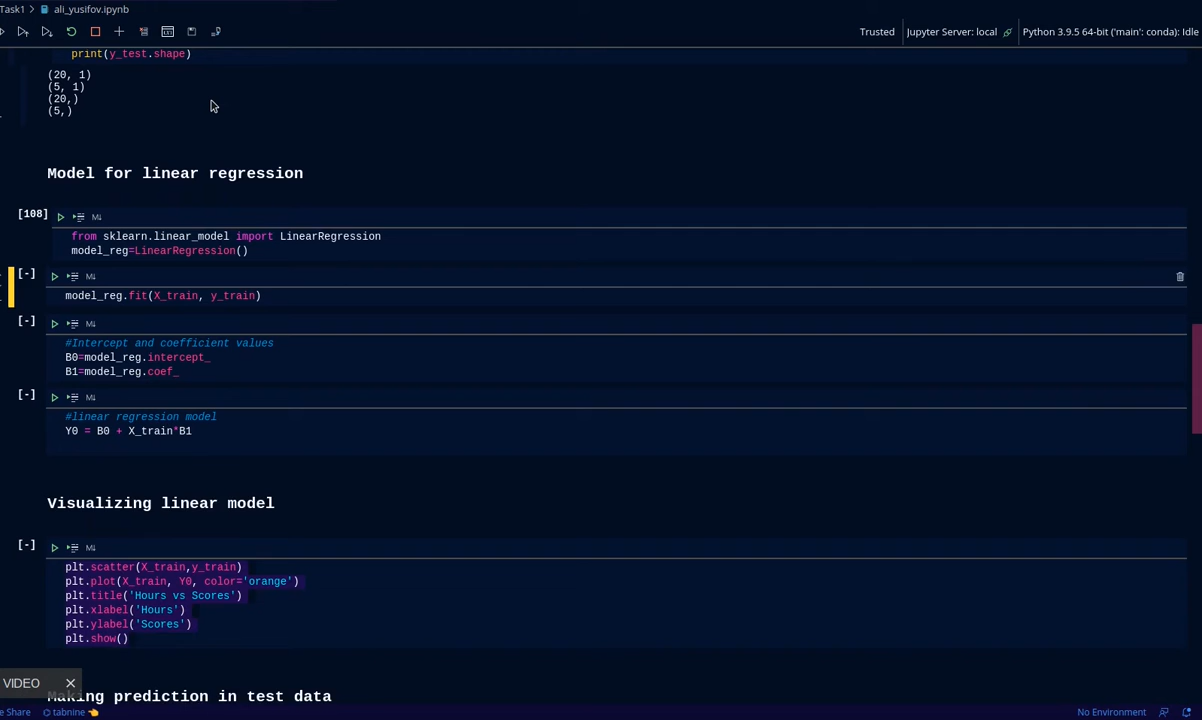 Task1 > ali_yusifov.ipynb
Trusted Jupyter Server: local Python 3.9.5 64-bit ('main': conda): Idle
print(y_test.shape)
(20, 1)
(5, 1)
(20,)
(5,)
Model for linear regression
[108]
M↓
from sklearn.linear_model import LinearRegression
model_reg=LinearRegression()
[-]
M↓
model_reg.fit(X_train, y_train)
[-]
M↓
#Intercept and coefficient values
B0=model_reg.intercept_
B1=model_reg.coef_
[-]
M↓
#linear regression model
Y0 = B0 + X_train*B1
Visualizing linear model
[-]
M↓
plt.scatter(X_train,y_train)
plt.plot(X_train, Y0, color='orange')
plt.title('Hours vs Scores')
plt.xlabel('Hours')
plt.ylabel('Scores')
plt.show()
VIDEO ×
Making prediction in test data
e Share tabnine No Environment